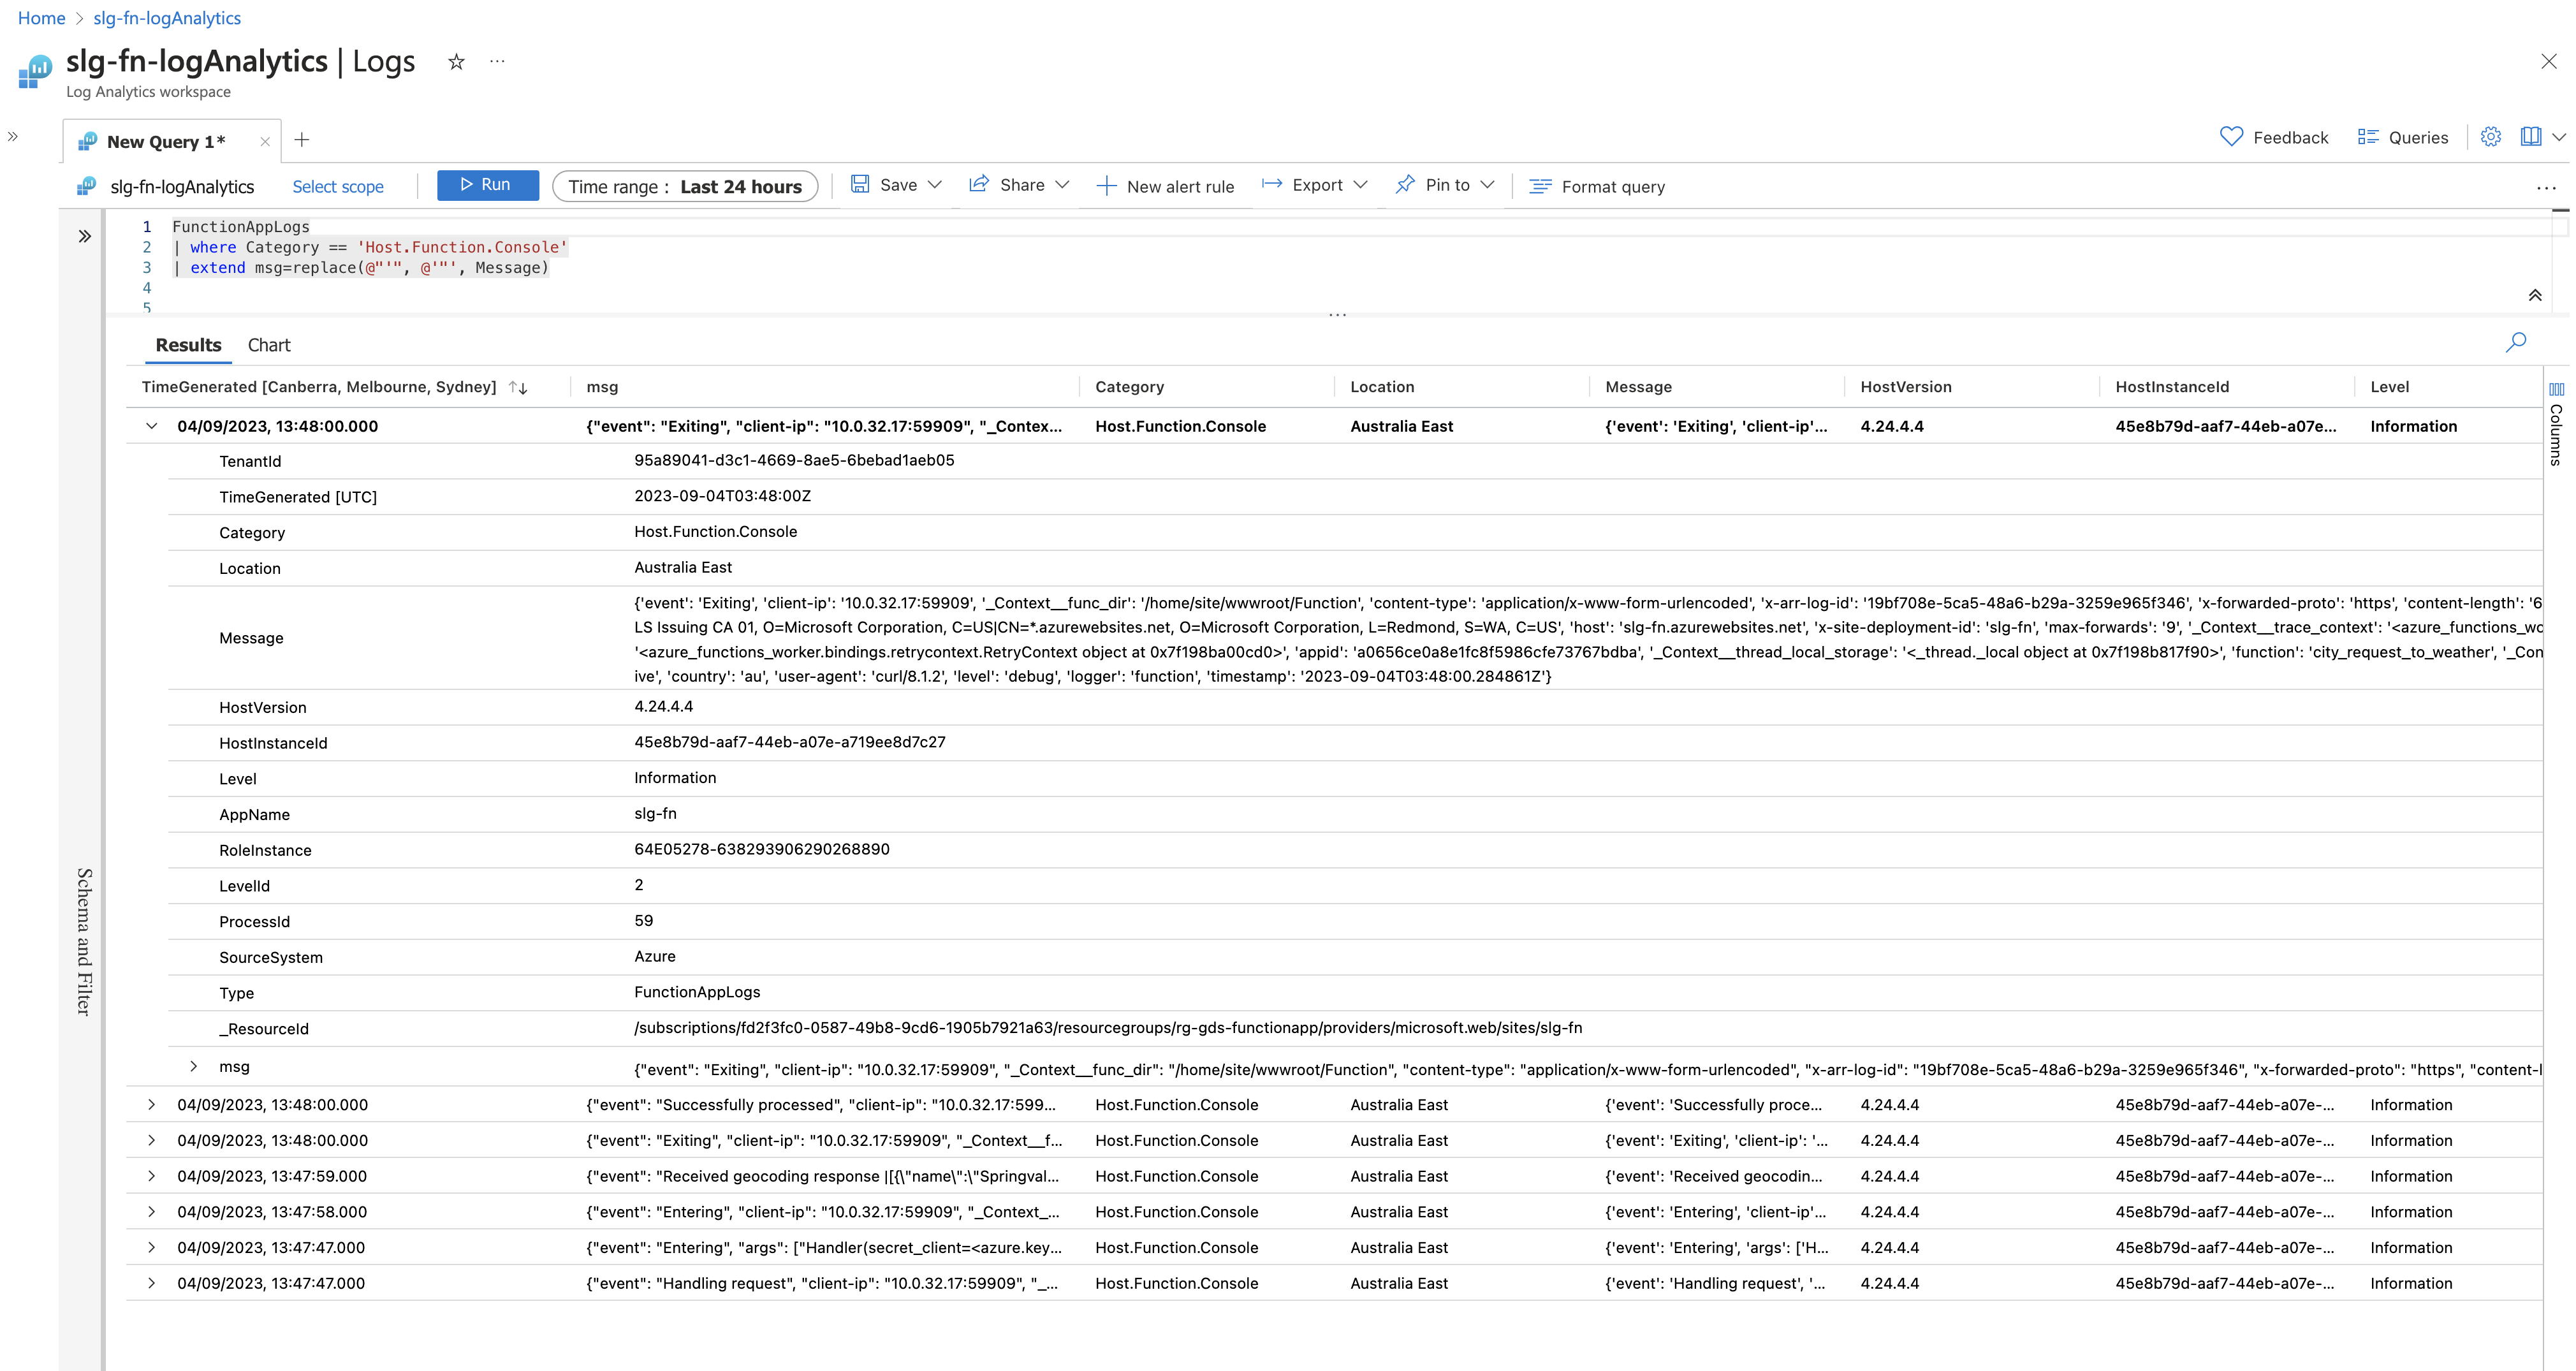 Home > slg-fn-logAnalytics
slg-fn-logAnalytics | Logs ☆ ...
Log Analytics workspace
New Query 1*
Feedback Queries
slg-fn-logAnalytics Select scope Run Time range : Last 24 hours Save Share New alert rule Export Pin to Format query ...
1 FunctionAppLogs
2 | where Category == 'Host.Function.Console'
3 | extend msg=replace(@"'", @'"', Message)
4
5
Results Chart
TimeGenerated [Canberra, Melbourne, Sydney] msg Category Location Message HostVersion HostInstanceId Level
04/09/2023, 13:48:00.000 {"event": "Exiting", "client-ip": "10.0.32.17:59909", "_Contex... Host.Function.Console Australia East {'event': 'Exiting', 'client-ip'... 4.24.4.4 45e8b79d-aaf7-44eb-a07e... Information
TenantId 95a89041-d3c1-4669-8ae5-6bebad1aeb05
TimeGenerated [UTC] 2023-09-04T03:48:00Z
Category Host.Function.Console
Location Australia East
Message {'event': 'Exiting', 'client-ip': '10.0.32.17:59909', '_Context__func_dir': '/home/site/wwwroot/Function', 'content-type': 'application/x-www-form-urlencoded', 'x-arr-log-id': '19bf708e-5ca5-48a6-b29a-3259e965f346', 'x-forwarded-proto': 'https', 'content-length': '6
LS Issuing CA 01, O=Microsoft Corporation, C=US|CN=*.azurewebsites.net, O=Microsoft Corporation, L=Redmond, S=WA, C=US', 'host': 'slg-fn.azurewebsites.net', 'x-site-deployment-id': 'slg-fn', 'max-forwards': '9', '_Context__trace_context': '<azure_functions_wo
'<azure_functions_worker.bindings.retrycontext.RetryContext object at 0x7f198ba00cd0>', 'appid': 'a0656ce0a8e1fc8f5986cfe73767bdba', '_Context__thread_local_storage': '<_thread._local object at 0x7f198b817f90>', 'function': 'city_request_to_weather', '_Con
ive', 'country': 'au', 'user-agent': 'curl/8.1.2', 'level': 'debug', 'logger': 'function', 'timestamp': '2023-09-04T03:48:00.284861Z'}
HostVersion 4.24.4.4
HostInstanceId 45e8b79d-aaf7-44eb-a07e-a719ee8d7c27
Level Information
AppName slg-fn
RoleInstance 64E05278-638293906290268890
LevelId 2
ProcessId 59
SourceSystem Azure
Type FunctionAppLogs
_ResourceId /subscriptions/fd2f3fc0-0587-49b8-9cd6-1905b7921a63/resourcegroups/rg-gds-functionapp/providers/microsoft.web/sites/slg-fn
msg {"event": "Exiting", "client-ip": "10.0.32.17:59909", "_Context__func_dir": "/home/site/wwwroot/Function", "content-type": "application/x-www-form-urlencoded", "x-arr-log-id": "19bf708e-5ca5-48a6-b29a-3259e965f346", "x-forwarded-proto": "https", "content-l
04/09/2023, 13:48:00.000 {"event": "Successfully processed", "client-ip": "10.0.32.17:599... Host.Function.Console Australia East {'event': 'Successfully proce... 4.24.4.4 45e8b79d-aaf7-44eb-a07e-... Information
04/09/2023, 13:48:00.000 {"event": "Exiting", "client-ip": "10.0.32.17:59909", "_Context__f... Host.Function.Console Australia East {'event': 'Exiting', 'client-ip': '... 4.24.4.4 45e8b79d-aaf7-44eb-a07e-... Information
04/09/2023, 13:47:59.000 {"event": "Received geocoding response |[{\"name\":\"Springval... Host.Function.Console Australia East {'event': 'Received geocodin... 4.24.4.4 45e8b79d-aaf7-44eb-a07e-... Information
04/09/2023, 13:47:58.000 {"event": "Entering", "client-ip": "10.0.32.17:59909", "_Context_... Host.Function.Console Australia East {'event': 'Entering', 'client-ip'... 4.24.4.4 45e8b79d-aaf7-44eb-a07e-... Information
04/09/2023, 13:47:47.000 {"event": "Entering", "args": ["Handler(secret_client=<azure.key... Host.Function.Console Australia East {'event': 'Entering', 'args': ['H... 4.24.4.4 45e8b79d-aaf7-44eb-a07e-... Information
04/09/2023, 13:47:47.000 {"event": "Handling request", "client-ip": "10.0.32.17:59909", "_... Host.Function.Console Australia East {'event': 'Handling request', '... 4.24.4.4 45e8b79d-aaf7-44eb-a07e-... Information
Schema and Filter
Columns